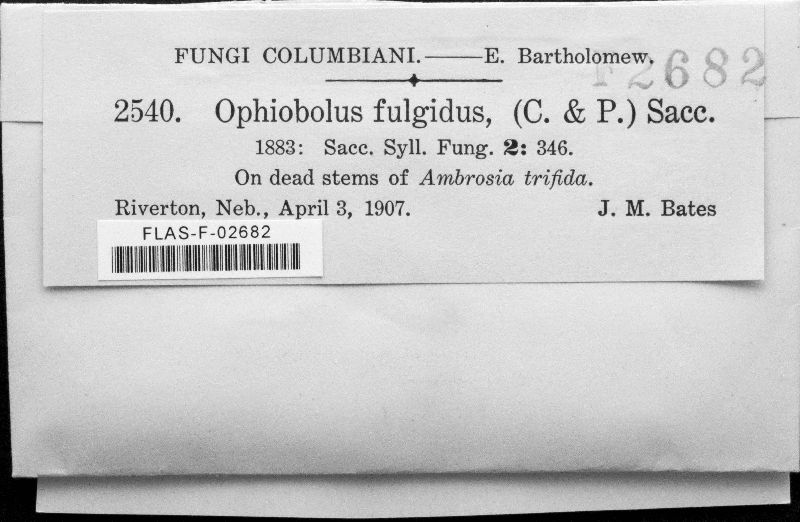 FUNGI COLUMBIANI.——E. Bartholomew.
F 2682
2540. Ophiobolus fulgidus, (C. & P.) Sacc.
1883: Sacc. Syll. Fung. 2: 346.
On dead stems of Ambrosia trifida.
Riverton, Neb., April 3, 1907. J. M. Bates
FLAS-F-02682